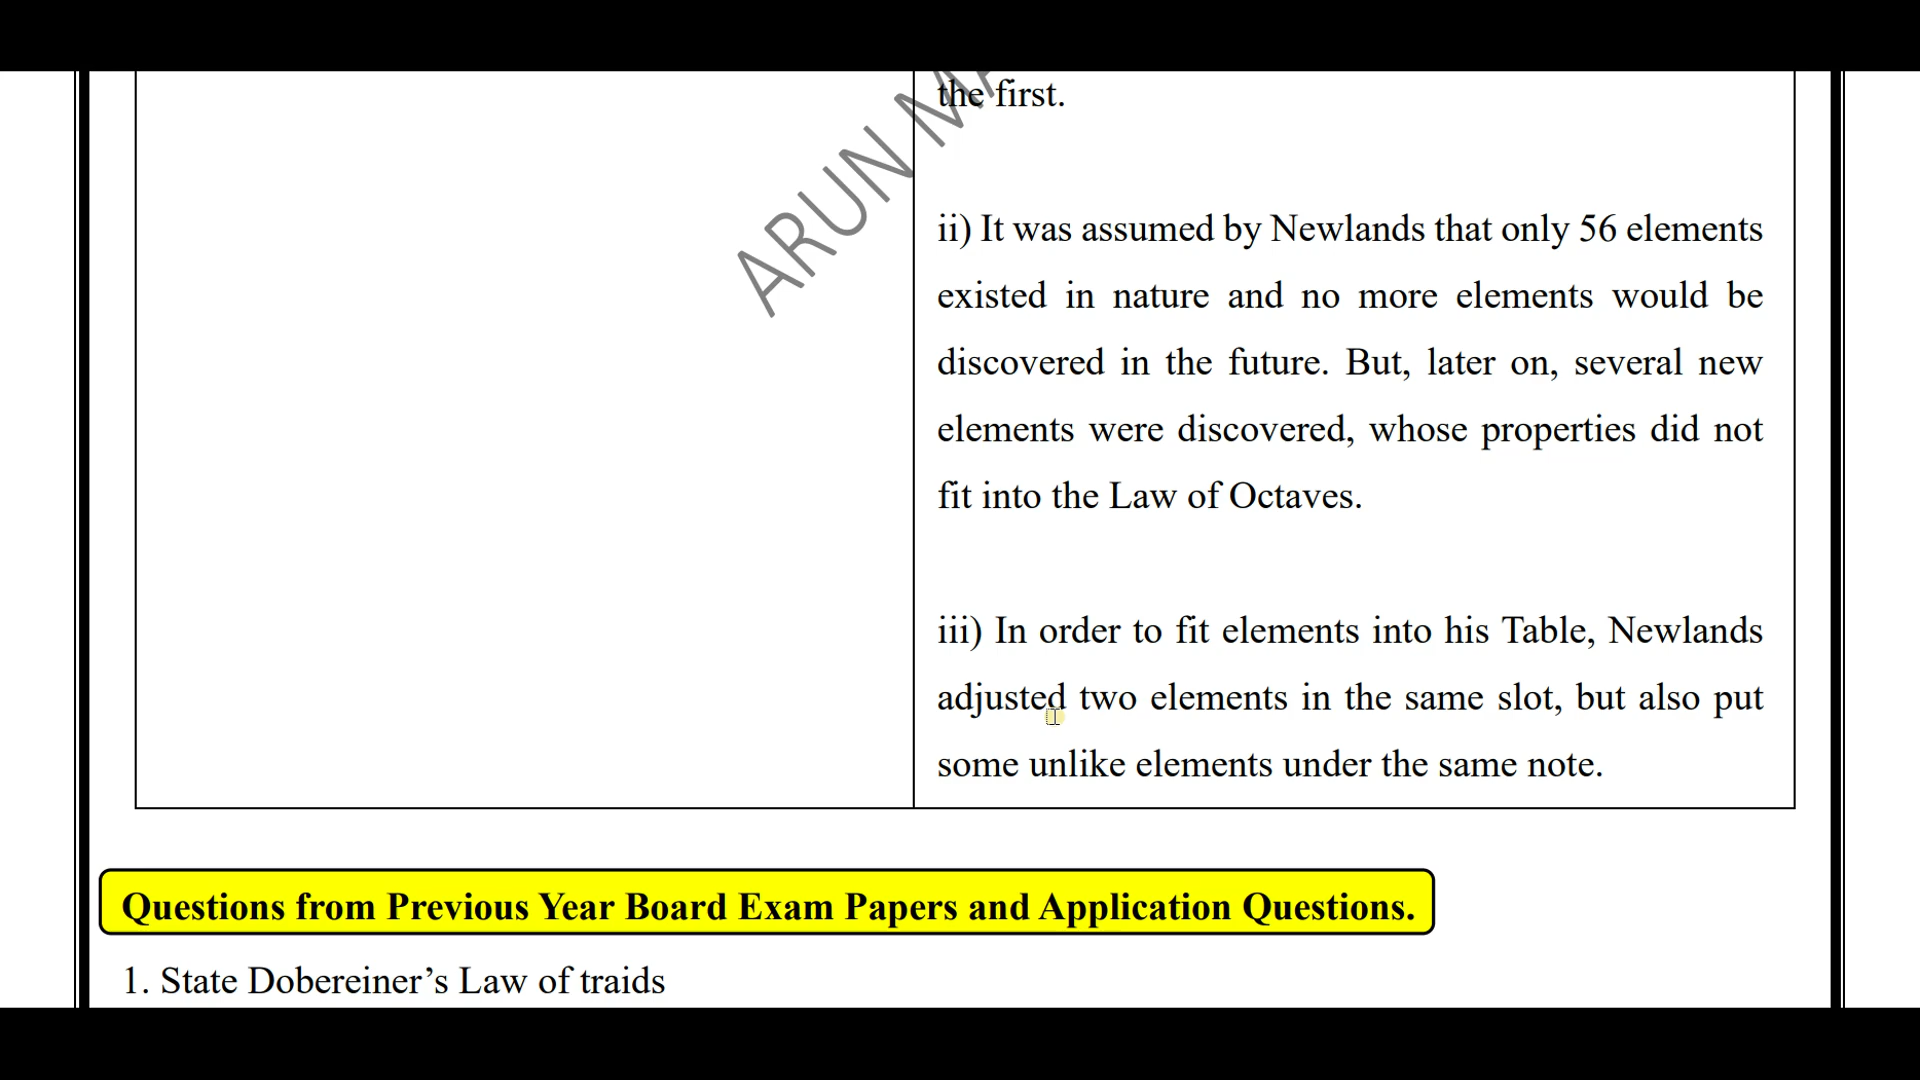 the first.
ARUN
ii) It was assumed by Newlands that only 56 elements
existed in nature and no more elements would be
discovered in the future. But, later on, several new
elements were discovered, whose properties did not
fit into the Law of Octaves.
iii) In order to fit elements into his Table, Newlands
adjusted two elements in the same slot, but also put
some unlike elements under the same note.
Questions from Previous Year Board Exam Papers and Application Questions.
1. State Dobereiner’s Law of traids